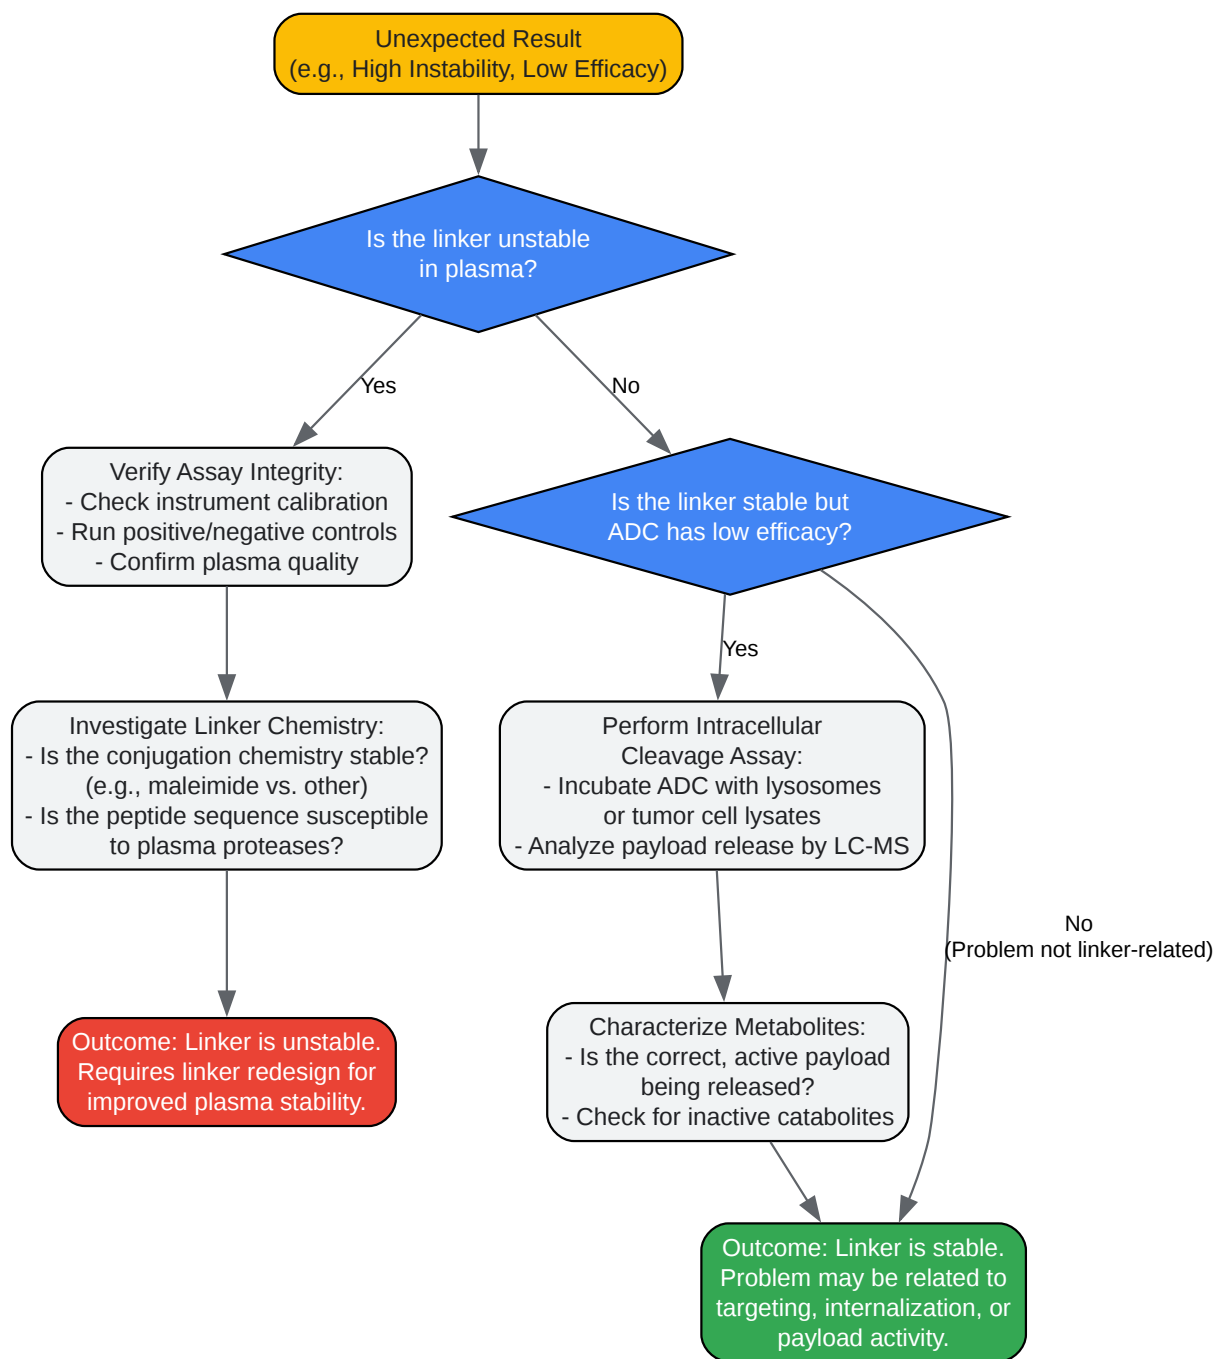 Unexpected Result
(e.g., High Instability, Low Efficacy)
Is the linker unstable
in plasma?
Yes
No
Verify Assay Integrity:
- Check instrument calibration
- Run positive/negative controls
- Confirm plasma quality
Is the linker stable but
ADC has low efficacy?
Yes
Investigate Linker Chemistry:
- Is the conjugation chemistry stable?
(e.g., maleimide vs. other)
- Is the peptide sequence susceptible
to plasma proteases?
Perform Intracellular
Cleavage Assay:
- Incubate ADC with lysosomes
or tumor cell lysates
- Analyze payload release by LC-MS
No
(Problem not linker-related)
Outcome: Linker is unstable.
Requires linker redesign for
improved plasma stability.
Characterize Metabolites:
- Is the correct, active payload
being released?
- Check for inactive catabolites
Outcome: Linker is stable.
Problem may be related to
targeting, internalization, or
payload activity.